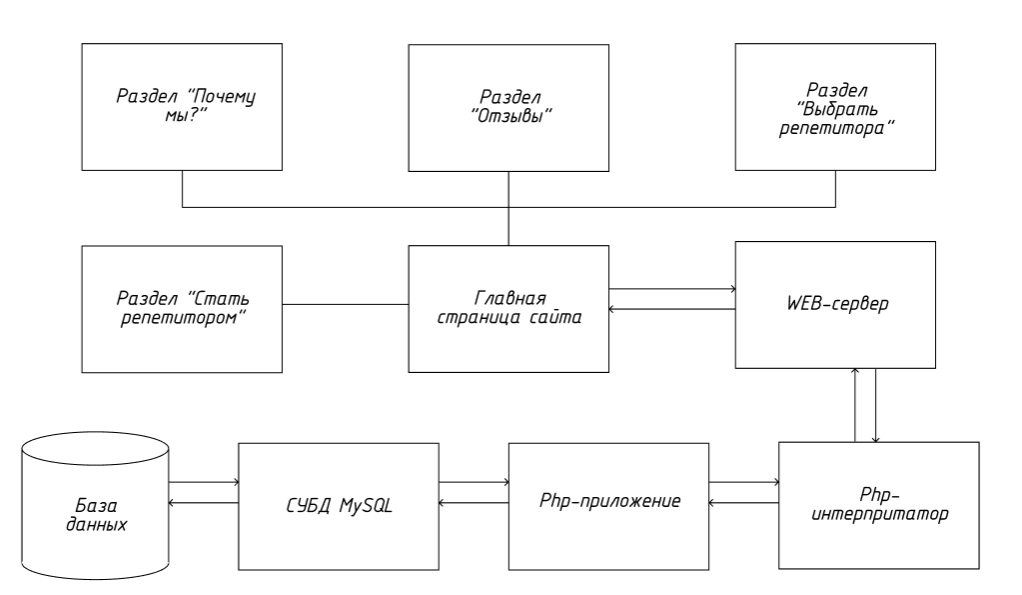 Раздел "Почему
мы?"
Раздел
"Отзывы"
Раздел
"Выбрать
репетитора"
Раздел "Стать
репетитором"
Главная
страница сайта
WEB-сервер
База
данных
СУБД MySQL
Php-приложение
Php-
интерпритатор